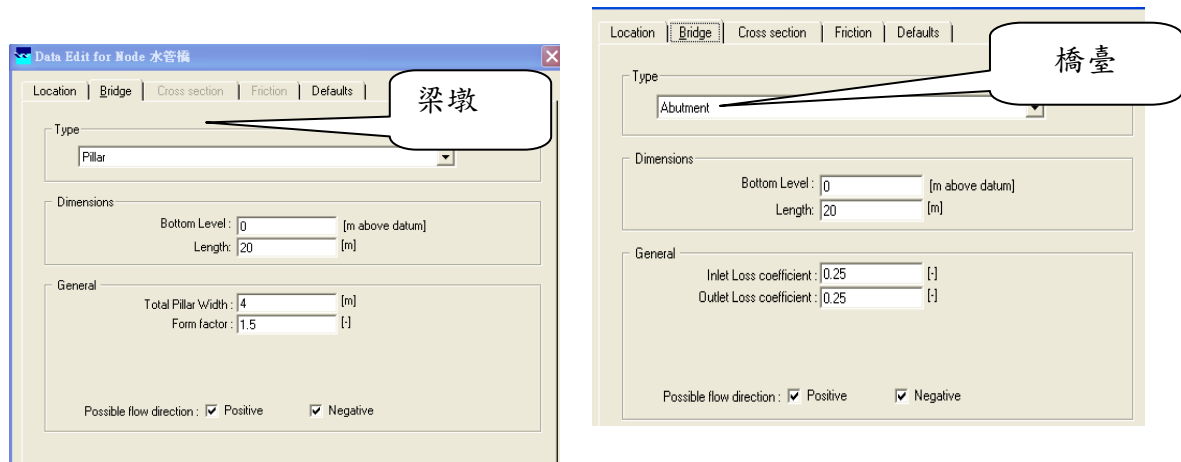 Data Edit for Node 水管橋
Location Bridge Cross section Friction Defaults
梁墩
Type
Pillar
Dimensions
Bottom Level : 0 [m above datum]
Length: 20 [m]
General
Total Pillar Width : 4 [m]
Form factor : 1.5 [-]
Possible flow direction : Positive Negative
Location Bridge Cross section Friction Defaults
橋臺
Type
Abutment
Dimensions
Bottom Level : 0 [m above datum]
Length: 20 [m]
General
Inlet Loss coefficient : 0.25 [-]
Outlet Loss coefficient : 0.25 [-]
Possible flow direction : Positive Negative